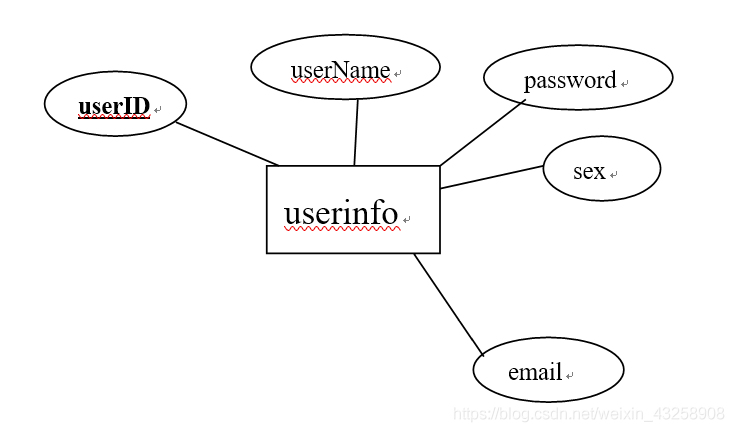 userName
password
userID
sex
userinfo
email
https://blog.csdn.net/weixin_43258908